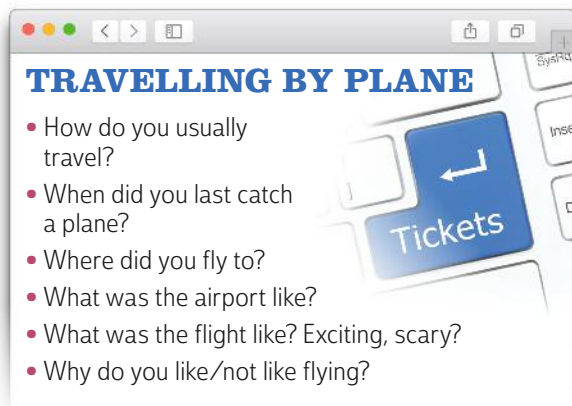 TRAVELLING BY PLANE
• How do you usually
travel?
• When did you last catch
a plane?
• Where did you fly to?
• What was the airport like?
• What was the flight like? Exciting, scary?
• Why do you like/not like flying?
SysRq
Inse
Tickets